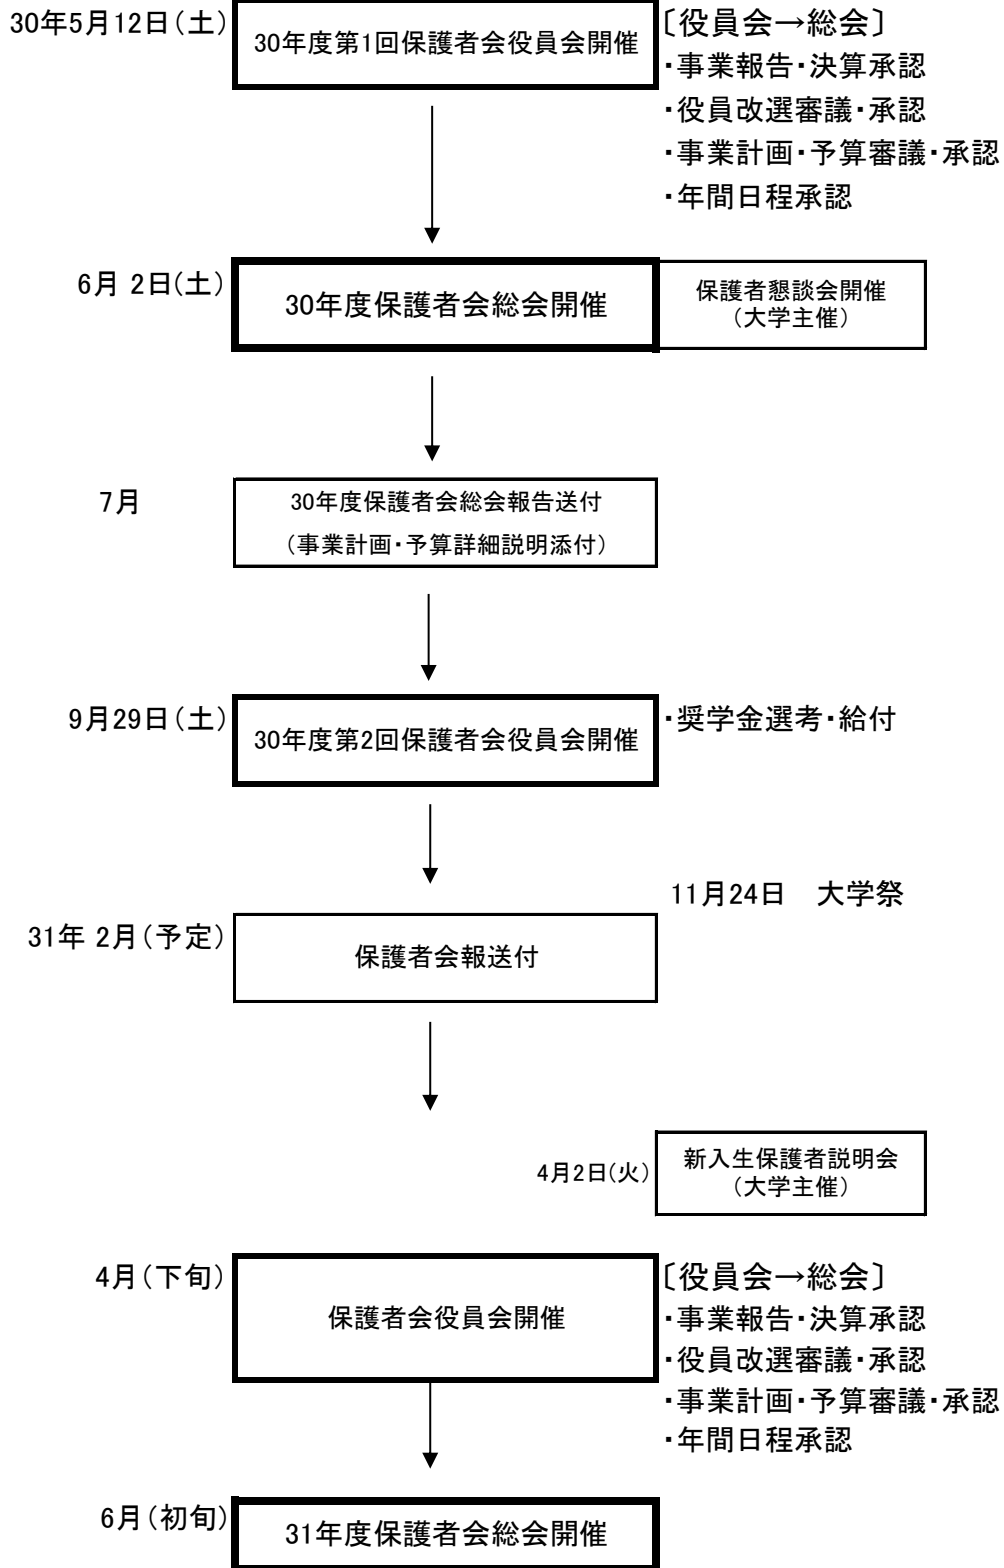 30年5月12日(土)
30年度第1回保護者会役員会開催
〔役員会→総会〕
・事業報告・決算承認
・役員改選審議・承認
・事業計画・予算審議・承認
・年間日程承認
6月 2日(土)
30年度保護者会総会開催
保護者懇談会開催
(大学主催)
7月
30年度保護者会総会報告送付
(事業計画・予算詳細説明添付)
9月29日(土)
30年度第2回保護者会役員会開催
・奨学金選考・給付
11月24日　大学祭
31年 2月(予定)
保護者会報送付
4月2日(火)
新入生保護者説明会
(大学主催)
4月(下旬)
保護者会役員会開催
〔役員会→総会〕
・事業報告・決算承認
・役員改選審議・承認
・事業計画・予算審議・承認
・年間日程承認
6月(初旬)
31年度保護者会総会開催